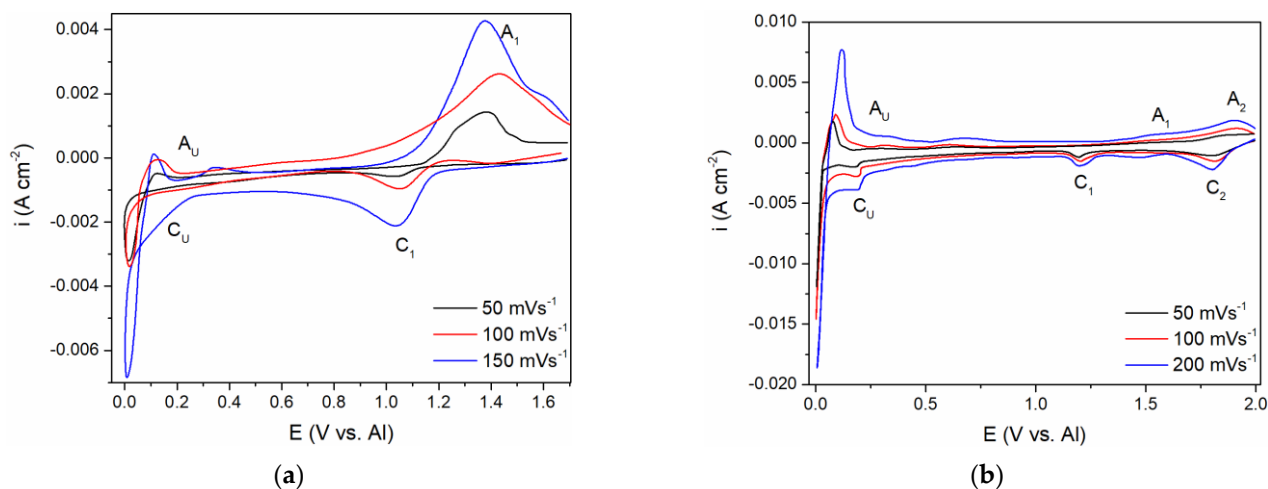 0.004
0.002
0.000
-0.002
-0.004
-0.006
i (A cm⁻²)
A₁
A_U
C_U
C₁
50 mVs⁻¹
100 mVs⁻¹
150 mVs⁻¹
0.0 0.2 0.4 0.6 0.8 1.0 1.2 1.4 1.6
E (V vs. Al)
(a)
0.010
0.005
0.000
-0.005
-0.010
-0.015
-0.020
i (A cm⁻²)
A_U
A₁
A₂
C_U
C₁
C₂
50 mVs⁻¹
100 mVs⁻¹
200 mVs⁻¹
0.0 0.5 1.0 1.5 2.0
E (V vs. Al)
(b)